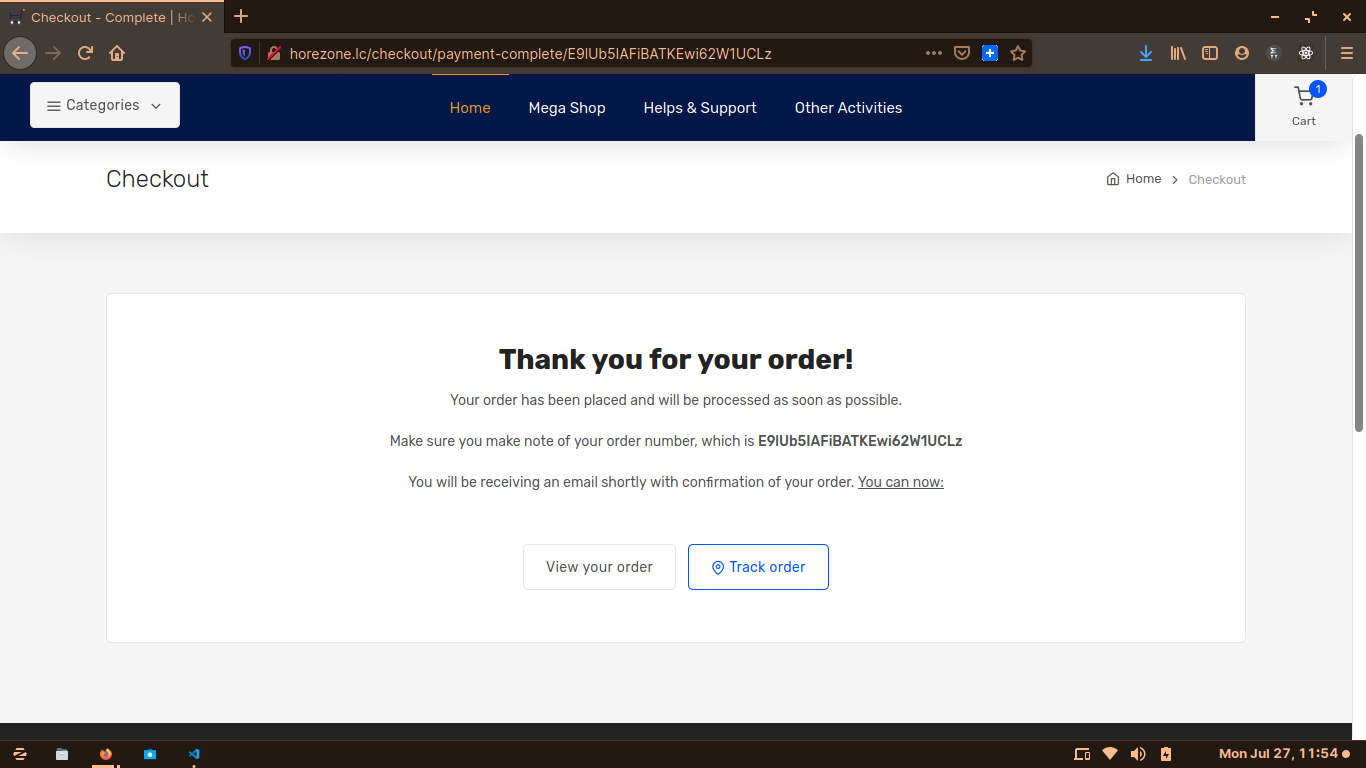 Checkout - Complete | Ho
horezone.lc/checkout/payment-complete/E9lUb5IAFiBATKEwi62W1UCLz
Categories
Home
Mega Shop
Helps & Support
Other Activities
1
Cart
Checkout
Home
Checkout
Thank you for your order!
Your order has been placed and will be processed as soon as possible.
Make sure you make note of your order number, which is E9lUb5IAFiBATKEwi62W1UCLz
You will be receiving an email shortly with confirmation of your order. You can now:
View your order
Track order
Mon Jul 27, 11:54